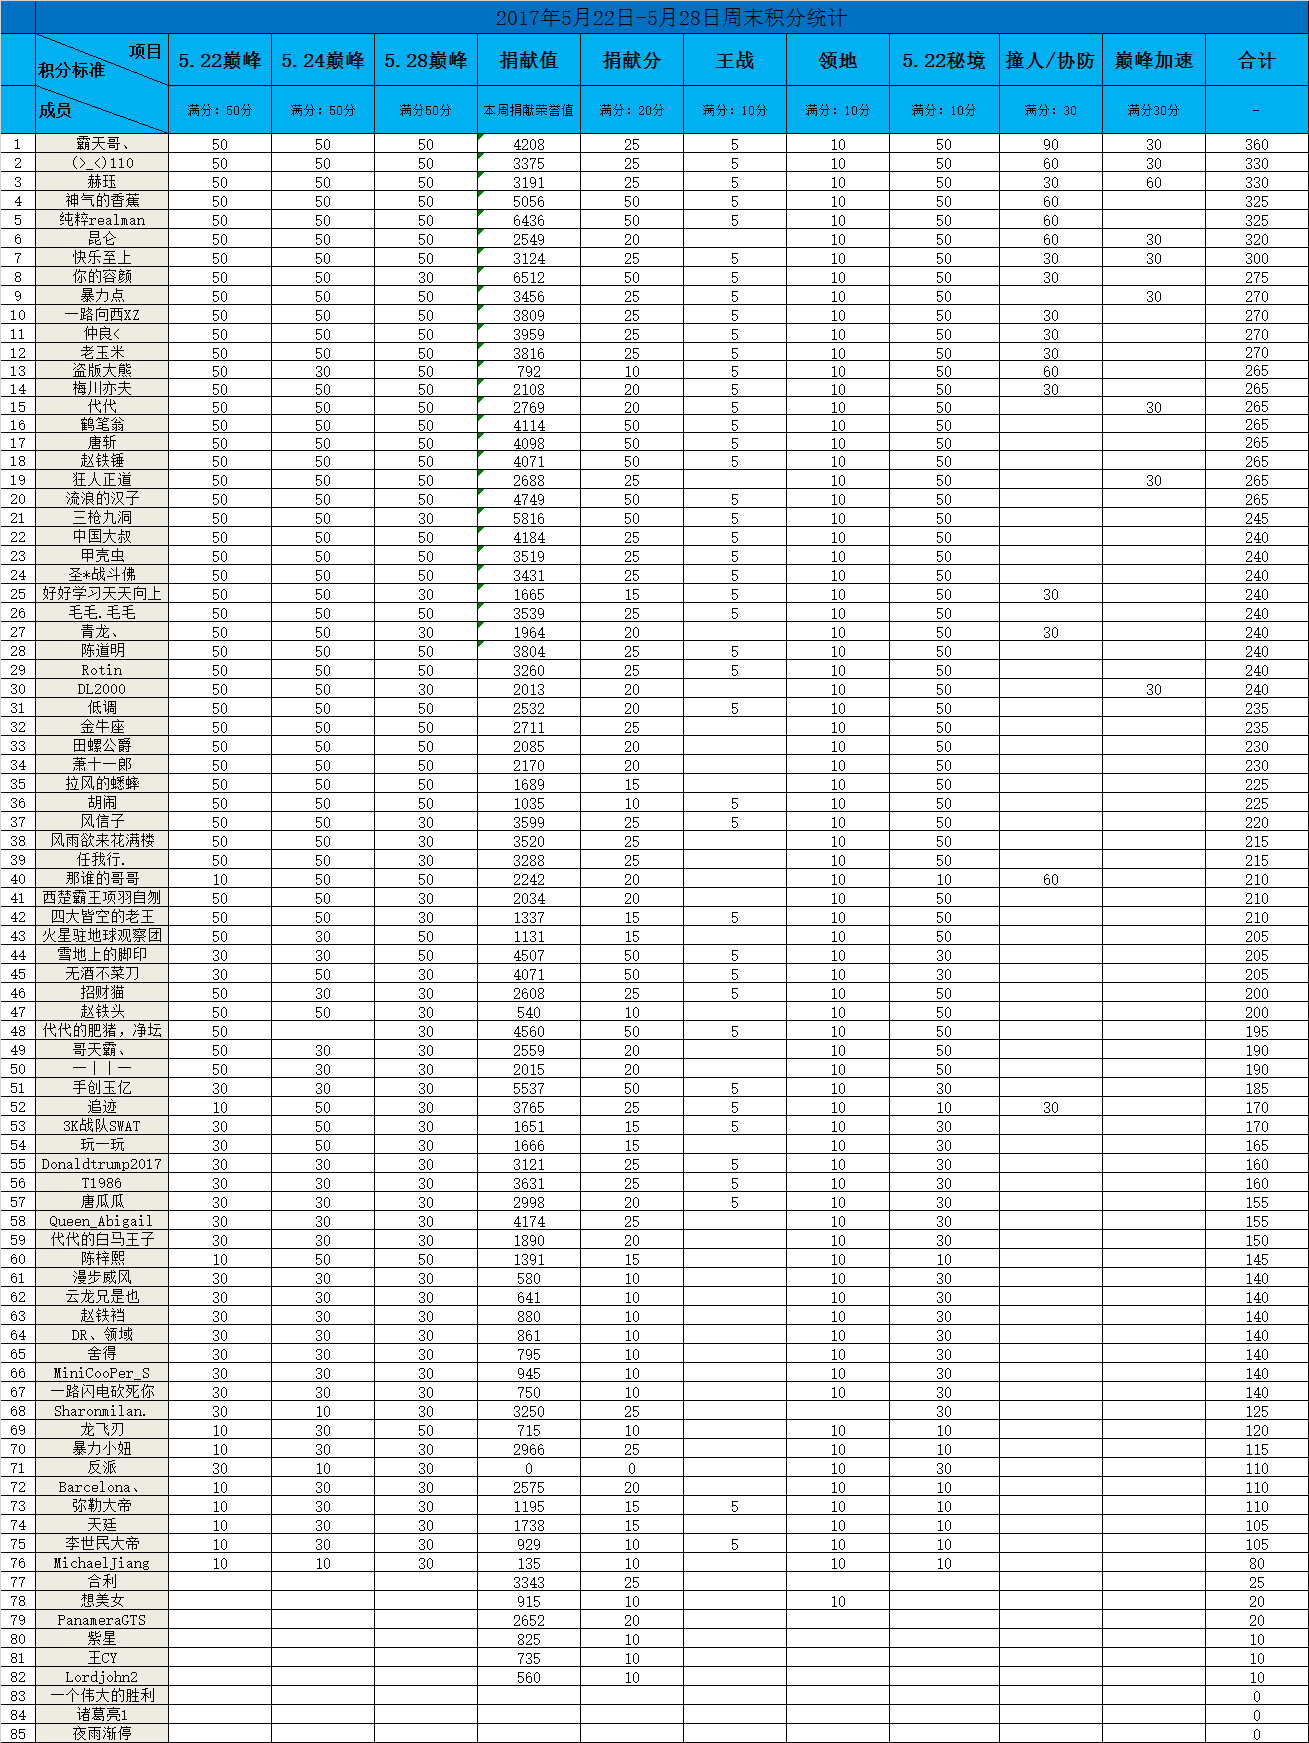 2017年5月22日-5月28日周末积分统计
项目 积分标准 5.22巅峰 5.24巅峰 5.28巅峰 捐献值 捐献分 王战 领地 5.22秘境 撞人/协防 巅峰加速 合计
成员 满分：50分 满分：50分 满分50分 本周捐献荣誉值 满分：20分 满分：10分 满分：10分 满分：10分 满分：30 满分30分 -
1 霸天哥、 50 50 50 4208 25 5 10 50 90 30 360
2 (>_<)110 50 50 50 3375 25 5 10 50 60 30 330
3 赫珏 50 50 50 3191 25 5 10 50 30 60 330
4 神气的香蕉 50 50 50 5056 50 5 10 50 60 325
5 纯粹realman 50 50 50 6436 50 5 10 50 60 325
6 昆仑 50 50 50 2549 20 10 50 60 30 320
7 快乐至上 50 50 50 3124 25 5 10 50 30 30 300
8 你的容颜 50 50 30 6512 50 5 10 50 30 275
9 暴力点 50 50 50 3456 25 5 10 50 30 270
10 一路向西XZ 50 50 50 3809 25 5 10 50 30 270
11 仲良< 50 50 50 3959 25 5 10 50 30 270
12 老玉米 50 50 50 3816 25 5 10 50 30 270
13 盗版大熊 50 30 50 792 10 5 10 50 60 265
14 梅川亦夫 50 50 50 2108 20 5 10 50 30 265
15 代代 50 50 50 2769 20 5 10 50 30 265
16 鹤笔翁 50 50 50 4114 50 5 10 50 265
17 唐斩 50 50 50 4098 50 5 10 50 265
18 赵铁锤 50 50 50 4071 50 5 10 50 265
19 狂人正道 50 50 50 2688 25 10 50 30 265
20 流浪的汉子 50 50 50 4749 50 5 10 50 265
21 三枪九洞 50 50 30 5816 50 5 10 50 245
22 中国大叔 50 50 50 4184 25 5 10 50 240
23 甲壳虫 50 50 50 3519 25 5 10 50 240
24 圣*战斗佛 50 50 50 3431 25 5 10 50 240
25 好好学习天天向上 50 50 30 1665 15 5 10 50 30 240
26 毛毛.毛毛 50 50 50 3539 25 5 10 50 240
27 青龙、 50 50 30 1964 20 10 50 30 240
28 陈道明 50 50 50 3804 25 5 10 50 240
29 Rotin 50 50 50 3260 25 5 10 50 240
30 DL2000 50 50 30 2013 20 10 50 30 240
31 低调 50 50 50 2532 20 5 10 50 235
32 金牛座 50 50 50 2711 25 10 50 235
33 田螺公爵 50 50 50 2085 20 10 50 230
34 萧十一郎 50 50 50 2170 20 10 50 230
35 拉风的蟋蟀 50 50 50 1689 15 10 50 225
36 胡闹 50 50 50 1035 10 5 10 50 225
37 风信子 50 50 30 3599 25 5 10 50 220
38 风雨欲来花满楼 50 50 30 3520 25 10 50 215
39 任我行. 50 50 30 3288 25 10 50 215
40 那谁的哥哥 10 50 50 2242 20 10 10 60 210
41 西楚霸王项羽自刎 50 50 30 2034 20 10 50 210
42 四大皆空的老王 50 50 30 1337 15 5 10 50 210
43 火星驻地球观察团 50 30 50 1131 15 10 50 205
44 雪地上的脚印 30 30 50 4507 50 5 10 30 205
45 无酒不菜刀 30 50 30 4071 50 5 10 30 205
46 招财猫 50 30 30 2608 25 5 10 50 200
47 赵铁头 50 50 30 540 10 10 50 200
48 代代的肥猪，净坛 50 30 4560 50 5 10 50 195
49 哥天霸、 50 30 30 2559 20 10 50 190
50 一丨丨一 50 30 30 2015 20 10 50 190
51 手创玉亿 30 30 30 5537 50 5 10 30 185
52 追迹 10 50 30 3765 25 5 10 10 30 170
53 3K战队SWAT 30 50 30 1651 15 5 10 30 170
54 玩一玩 30 50 30 1666 15 10 30 165
55 Donaldtrump2017 30 30 30 3121 25 5 10 30 160
56 T1986 30 30 30 3631 25 5 10 30 160
57 唐瓜瓜 30 30 30 2998 20 5 10 30 155
58 Queen_Abigail 30 30 30 4174 25 10 30 155
59 代代的白马王子 30 30 30 1890 20 10 30 150
60 陈梓熙 10 50 50 1391 15 10 10 145
61 漫步威风 30 30 30 580 10 10 30 140
62 云龙兄是也 30 30 30 641 10 10 30 140
63 赵铁裆 30 30 30 880 10 10 30 140
64 DR、领域 30 30 30 861 10 10 30 140
65 舍得 30 30 30 795 10 10 30 140
66 MiniCooPer_S 30 30 30 945 10 10 30 140
67 一路闪电砍死你 30 30 30 750 10 10 30 140
68 Sharonmilan. 30 10 30 3250 25 30 125
69 龙飞刃 10 30 50 715 10 10 10 120
70 暴力小妞 10 30 30 2966 25 10 10 115
71 反派 30 10 30 0 0 10 30 110
72 Barcelona、 10 30 30 2575 20 10 10 110
73 弥勒大帝 10 30 30 1195 15 5 10 10 110
74 天廷 10 30 30 1738 15 10 10 105
75 李世民大帝 10 30 30 929 10 5 10 10 105
76 MichaelJiang 10 10 30 135 10 10 10 80
77 合利 3343 25 25
78 想美女 915 10 10 20
79 PanameraGTS 2652 20 20
80 紫星 825 10 10
81 王CY 735 10 10
82 Lordjohn2 560 10 10
83 一个伟大的胜利 0
84 诸葛亮1 0
85 夜雨渐停 0